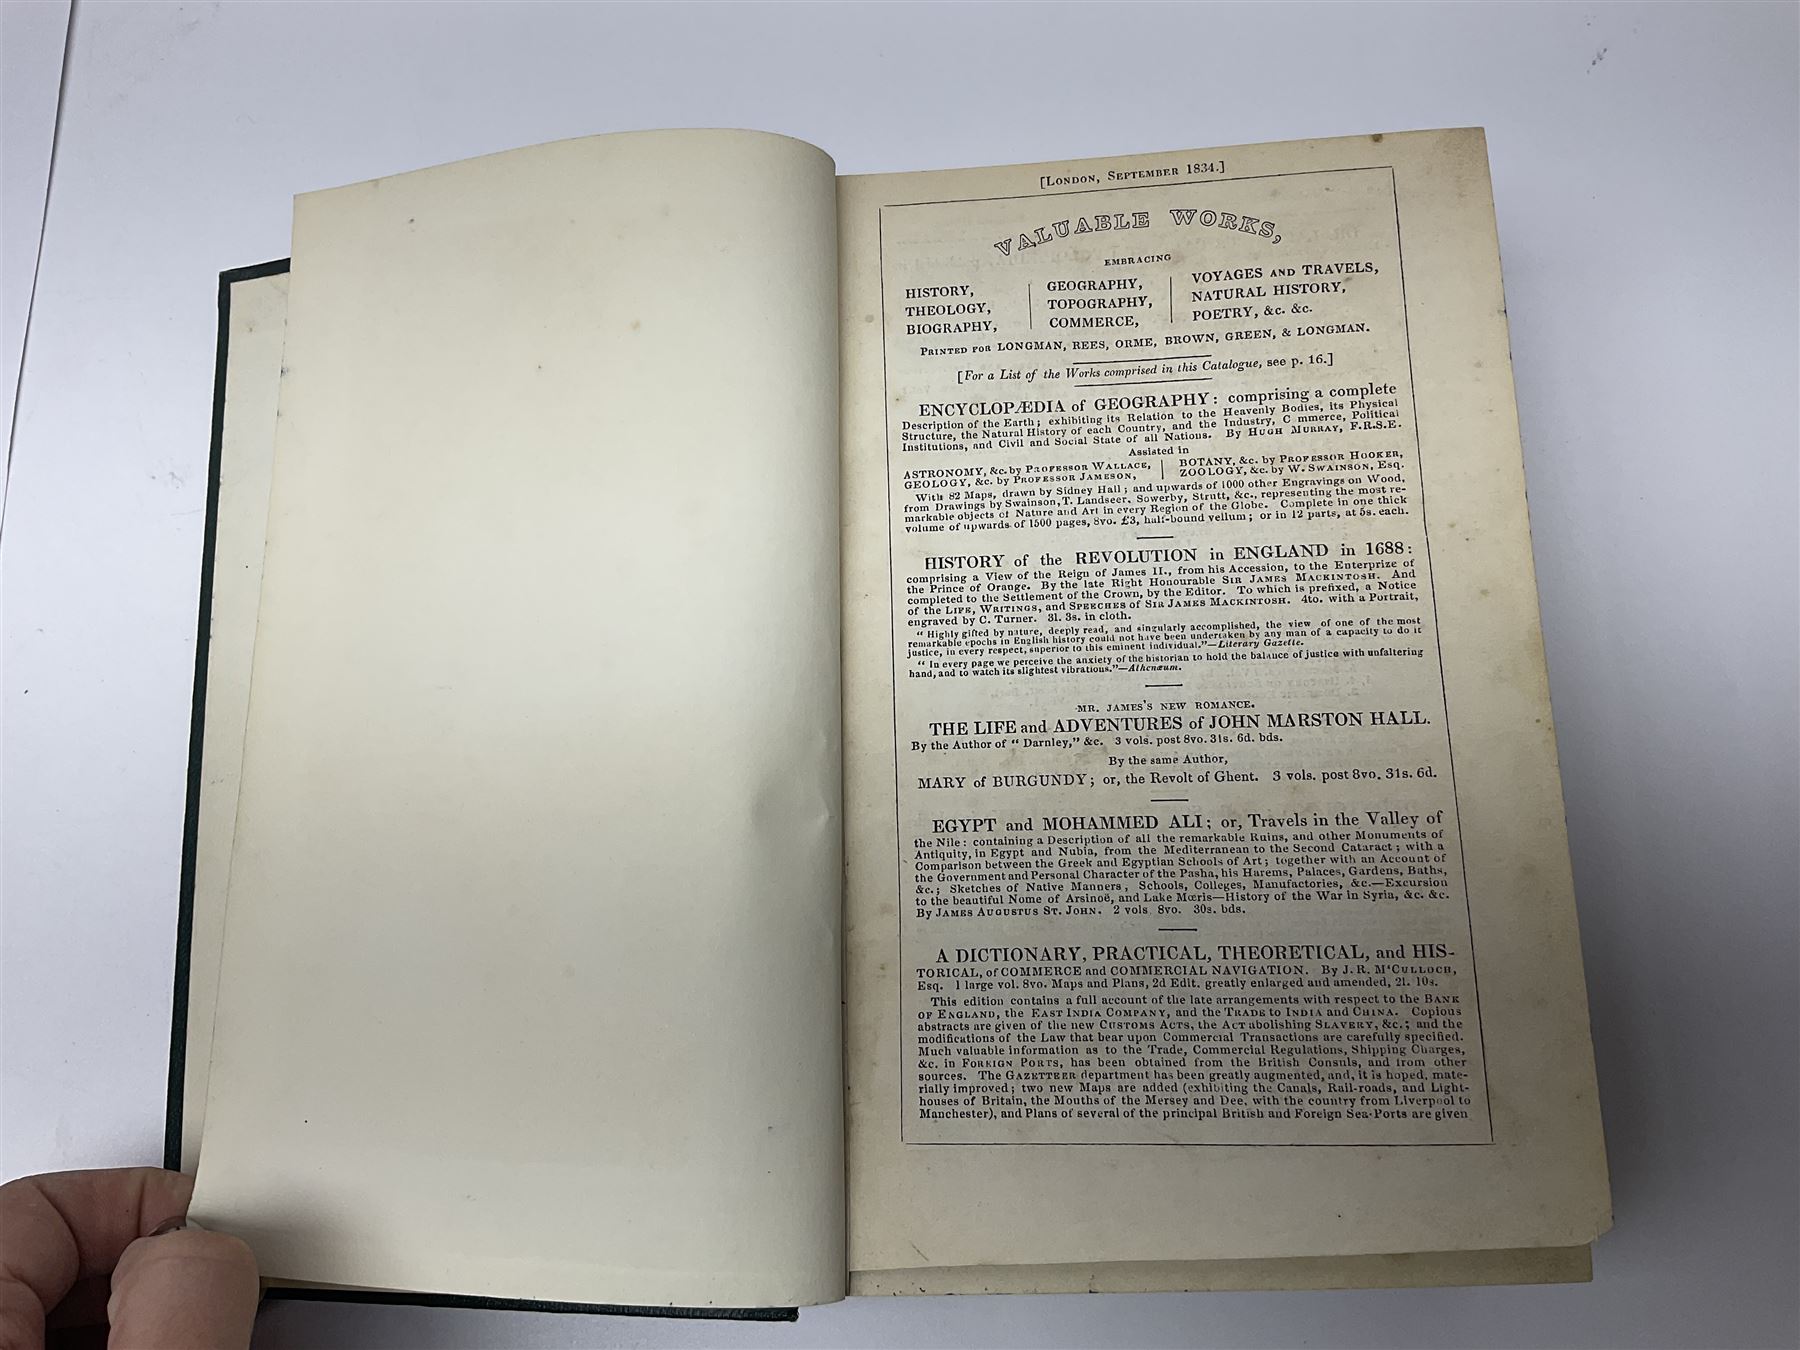 [London, September 1834.]
VALUABLE WORKS,
EMBRACING
HISTORY,
THEOLOGY,
BIOGRAPHY,
GEOGRAPHY,
TOPOGRAPHY,
COMMERCE,
VOYAGES AND TRAVELS,
NATURAL HISTORY,
POETRY, &c. &c.
Printed for LONGMAN, REES, ORME, BROWN, GREEN, & LONGMAN.
[For a List of the Works comprised in this Catalogue, see p. 16.]
ENCYCLOPÆDIA of GEOGRAPHY: comprising a complete
Description of the Earth; exhibiting its Relation to the Heavenly Bodies, its Physical
Structure, the Natural History of each Country, and the Industry, C mmerce, Political
Institutions, and Civil and Social State of all Nations. By Hugh Murray, F.R.S.E.
Assisted in
ASTRONOMY, &c. by Professor Wallace,
GEOLOGY, &c. by Professor Jameson,
BOTANY, &c. by Professor Hooker,
ZOOLOGY, &c. by W. Swainson, Esq.
With 82 Maps, drawn by Sidney Hall; and upwards of 1000 other Engravings on Wood,
from Drawings by Swainson, T. Landseer, Sowerby, Strutt, &c., representing the most re-
markable objects of Nature and Art in every Region of the Globe. Complete in one thick
volume of upwards of 1500 pages, 8vo. £3, half-bound vellum; or in 12 parts, at 5s. each.
HISTORY of the REVOLUTION in ENGLAND in 1688:
comprising a View of the Reign of James II., from his Accession, to the Enterprize of
the Prince of Orange. By the late Right Honourable Sir James Mackintosh. And
completed to the Settlement of the Crown, by the Editor. To which is prefixed, a Notice
of the Life, Writings, and Speeches of Sir James Mackintosh. 4to. with a Portrait,
engraved by C. Turner. 3l. 3s. in cloth.
" Highly gifted by nature, deeply read, and singularly accomplished, the view of one of the most
remarkable epochs in English history could not have been undertaken by any man of a capacity to do it
justice, in every respect, superior to this eminent individual."—Literary Gazette.
" In every page we perceive the anxiety of the historian to hold the balance of justice with unfaltering
hand, and to watch its slightest vibrations."—Athenæum.
MR. JAMES'S NEW ROMANCE.
THE LIFE and ADVENTURES of JOHN MARSTON HALL.
By the Author of " Darnley," &c. 3 vols. post 8vo. 31s. 6d. bds.
By the same Author,
MARY of BURGUNDY; or, the Revolt of Ghent. 3 vols. post 8vo. 31s. 6d.
EGYPT and MOHAMMED ALI; or, Travels in the Valley of
the Nile: containing a Description of all the remarkable Ruins, and other Monuments of
Antiquity, in Egypt and Nubia, from the Mediterranean to the Second Cataract; with a
Comparison between the Greek and Egyptian Schools of Art; together with an Account of
the Government and Personal Character of the Pasha, his Harems, Palaces, Gardens, Baths,
&c.; Sketches of Native Manners, Schools, Colleges, Manufactories, &c.—Excursion
to the beautiful Nome of Arsinoë, and Lake Mœris—History of the War in Syria, &c. &c.
By James Augustus St. John. 2 vols 8vo. 30s. bds.
A DICTIONARY, PRACTICAL, THEORETICAL, and HIS-
TORICAL, of COMMERCE and COMMERCIAL NAVIGATION. By J. R. M'Culloch,
Esq. 1 large vol. 8vo. Maps and Plans, 2d Edit. greatly enlarged and amended, 2l. 10s.
This edition contains a full account of the late arrangements with respect to the Bank
of England, the East India Company, and the Trade to India and China. Copious
abstracts are given of the new Customs Acts, the Act abolishing Slavery, &c.; and the
modifications of the Law that bear upon Commercial Transactions are carefully specified.
Much valuable information as to the Trade, Commercial Regulations, Shipping Charges,
&c. in Foreign Ports, has been obtained from the British Consuls, and from other
sources. The Gazetteer department has been greatly augmented, and, it is hoped, mate-
rially improved; two new Maps are added (exhibiting the Canals, Rail-roads, and Light-
houses of Britain, the Mouths of the Mersey and Dee, with the country from Liverpool to
Manchester), and Plans of several of the principal British and Foreign Sea-Ports are given